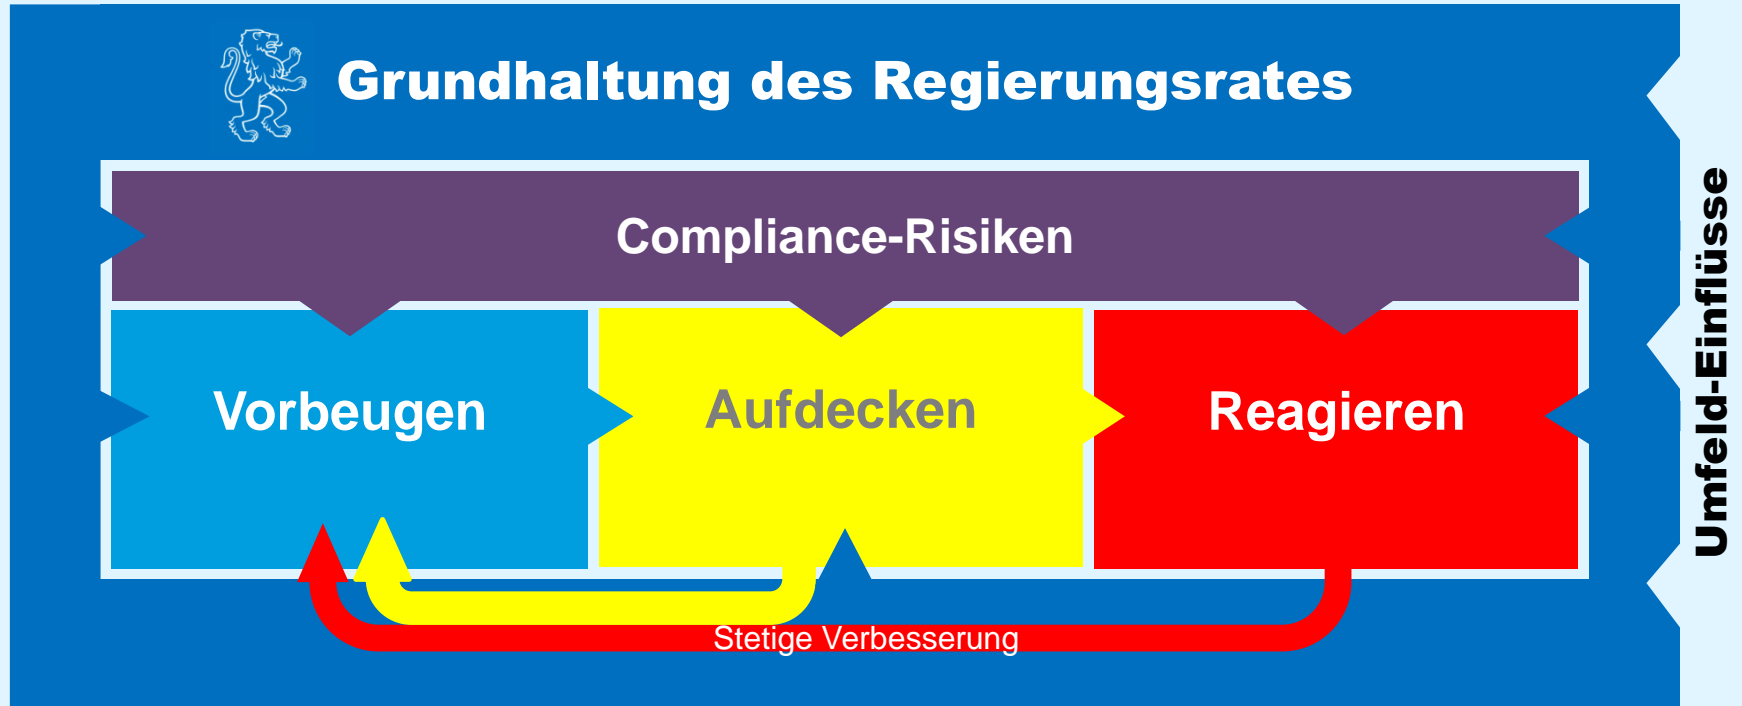 Grundhaltung des Regierungsrates
Compliance-Risiken
Vorbeugen
Aufdecken
Reagieren
Stetige Verbesserung
Umfeld-Einflüsse